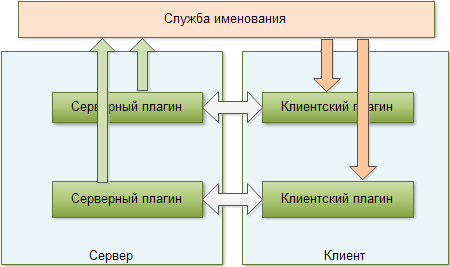 Служба именования
Серверный плагин
Клиентский плагин
Серверный плагин
Клиентский плагин
Сервер
Клиент